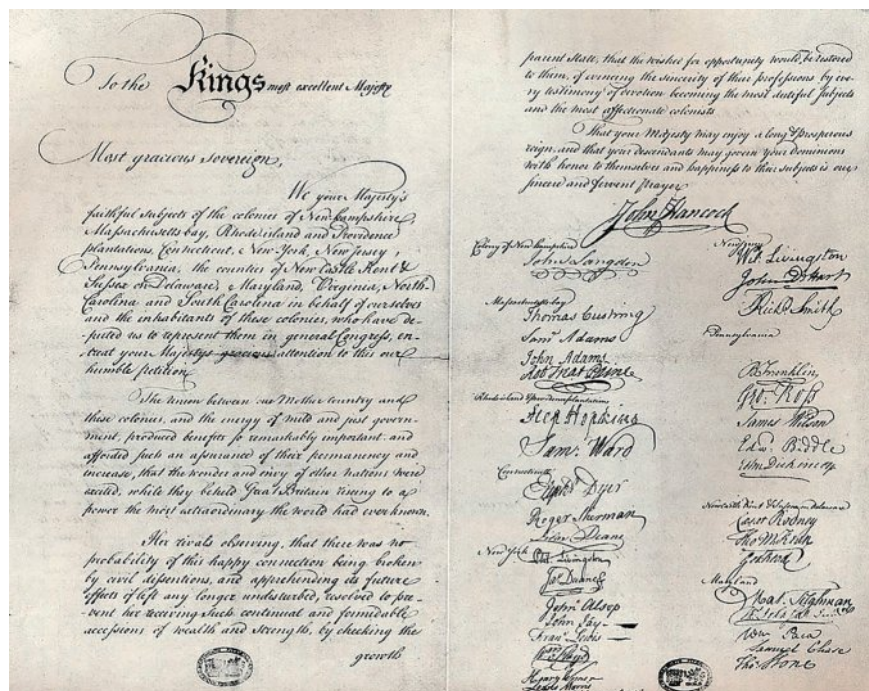 To the Kings most excellent Majesty
Most gracious sovereign,
We your Majesty's
faithful subjects of the colonies of New-hampshire,
Massachusetts bay, Rhode island and Providence
plantations, Connecticut, New-York, New Jersey,
Pennsylvania, the counties of New Castle Kent &
Sussex on Delaware, Maryland, Virginia, North-
Carolina and South Carolina in behalf of ourselves
and the inhabitants of these colonies, who have de-
puted us to represent them in general Congress, en-
treat your Majestys gracious attention to this our
humble petition.
The union between our Mother Country and
these colonies, and the energy of mild and just govern-
ment, produced benefits so remarkably important and
afforded such an assurance of their permanency and
increase, that the wonder and envy of other nations were
excited, while they beheld Great Britain rising to a
power the most extraordinary the world had ever known.
Her rivals observing, that there was no
probability of this happy connection being broken
by civil dissentions, and apprehending its future
effects if left any longer undisturbed, resolved to pre-
vent her receiving such continual and formidable
accessions of wealth and strength, by checking the
growth
parent State, that the wished for opportunity would be restored
to them, of evincing the sincerity of their professions by eve-
ry testimony of devotion becoming the most dutiful subjects
and the most affectionate colonists
That your Majesty may enjoy a long & prosperous
reign, and that your descendants may govern your dominions
with honor to themselves and happiness to their subjects is our
sincere and fervent prayer
John Hancock
Colony of New hampshire
John Langdon
Massachusetts bay
Thomas Cushing
Saml Adams
John Adams
Robt Treat Paine
Rhode island & providence plantations
Step Hopkins
Sam: Ward
Connecticut
Elipht Dyer
Roger Sherman
Silas Deane
New York
Phil. Livingston
Jas Duane
John Alsop
John Jay
Frans Lewis
Wm Floyd
Henry Wisner
Lewis Morris
New Jersey
Wil: Livingston
John D. Hart
Richd Smith
Pennsylvania
B Franklin
Geo: Ross
James Wilson
Edwd Biddle
Newcastle Kent & Sussex on delaware
Caesar Rodney
Tho M:Kean
Geo Read
Maryland
Mat. Tilghman
Wm Paca
Samuel Chase
Tho: Stone